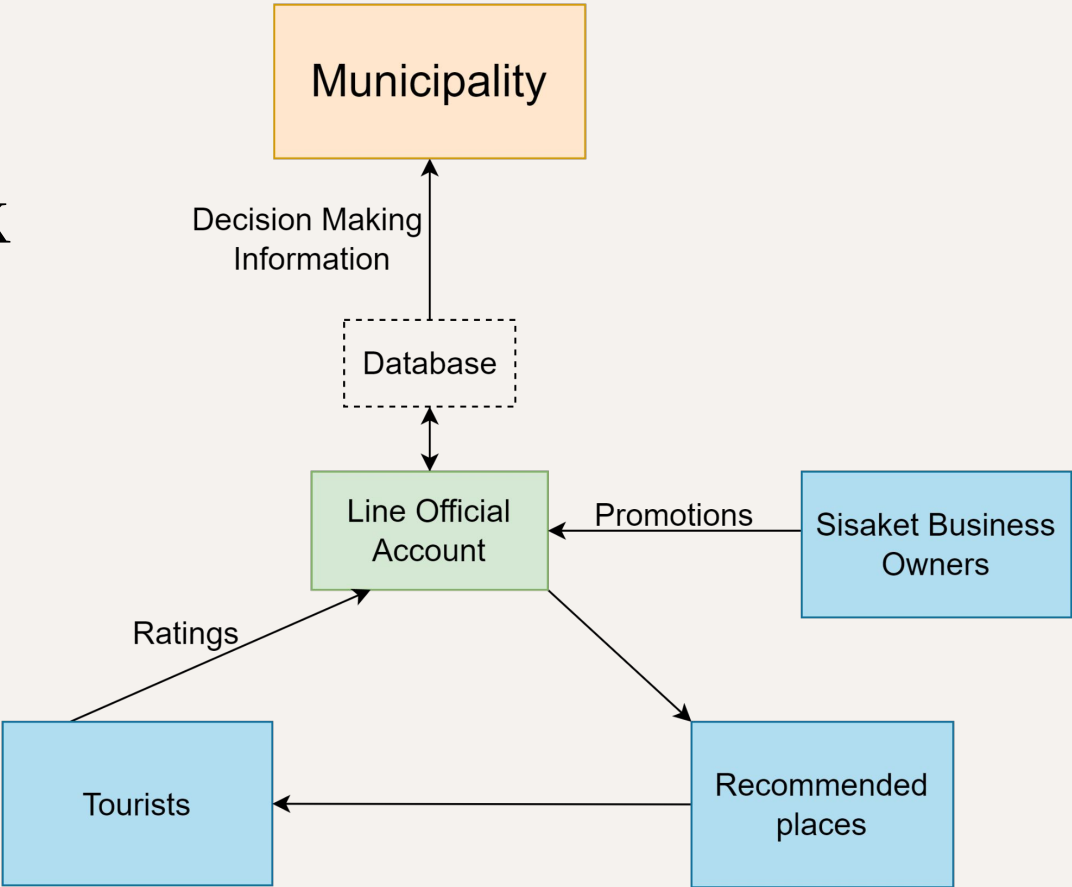 Municipality
Decision Making
Information
Database
Line Official
Account
Promotions
Sisaket Business
Owners
Ratings
Tourists
Recommended
places